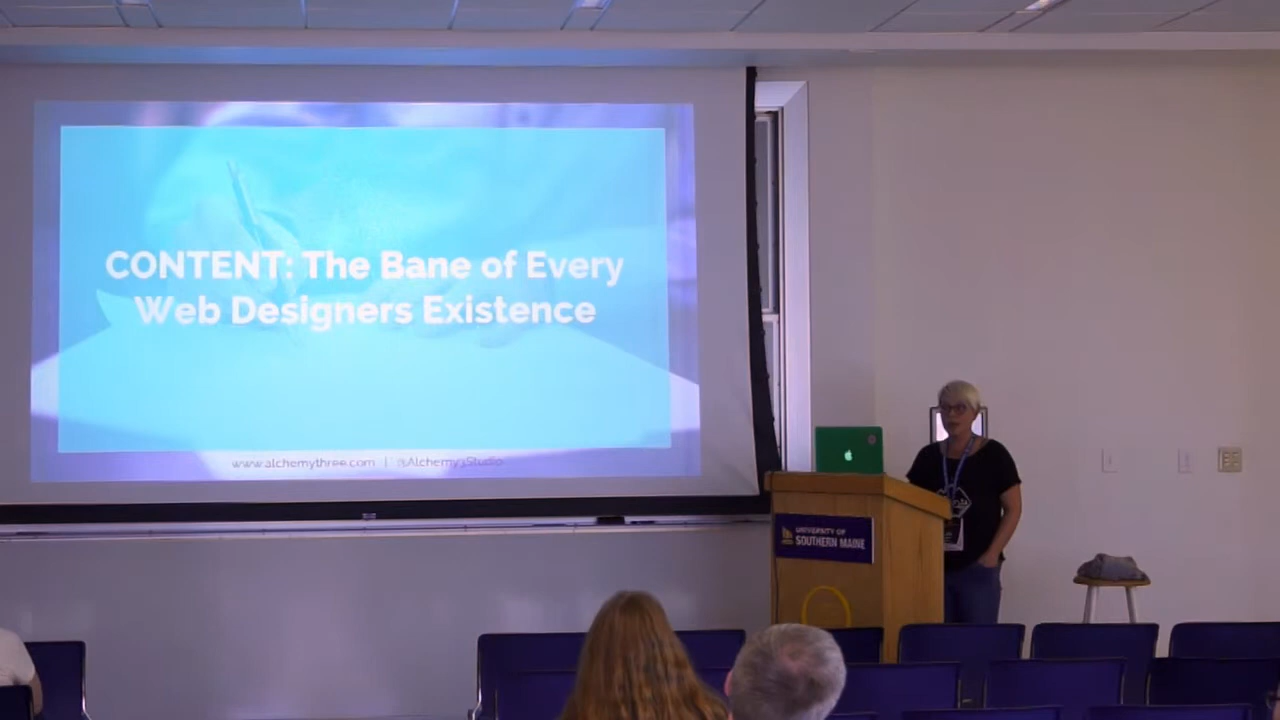 CONTENT: The Bane of Every
Web Designers Existence
www.alchemythree.com | @Alchemy3Studio
UNIVERSITY OF
SOUTHERN MAINE